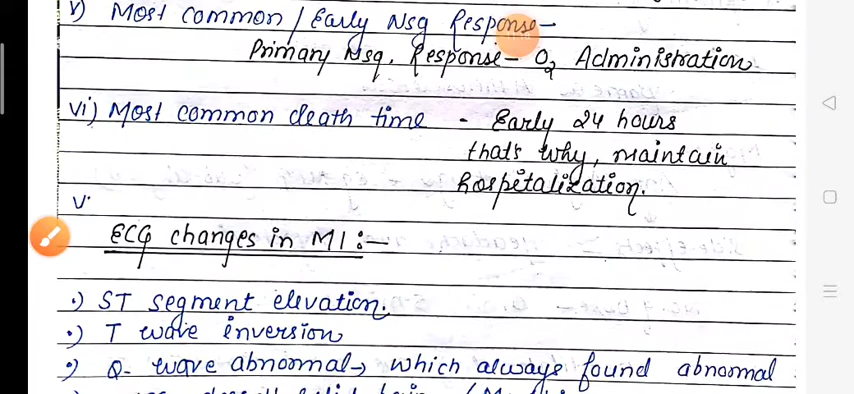 v) Most common / Early Nsg Response-
Primary Nsg. Response- O₂ Administration
vi) Most common death time - Early 24 hours
that's why, maintain
hospitalization.
v.
ECG changes in MI :-
·) ST segment elevation.
·) T wave inversion
·) Q- wave abnormal → which always found abnormal